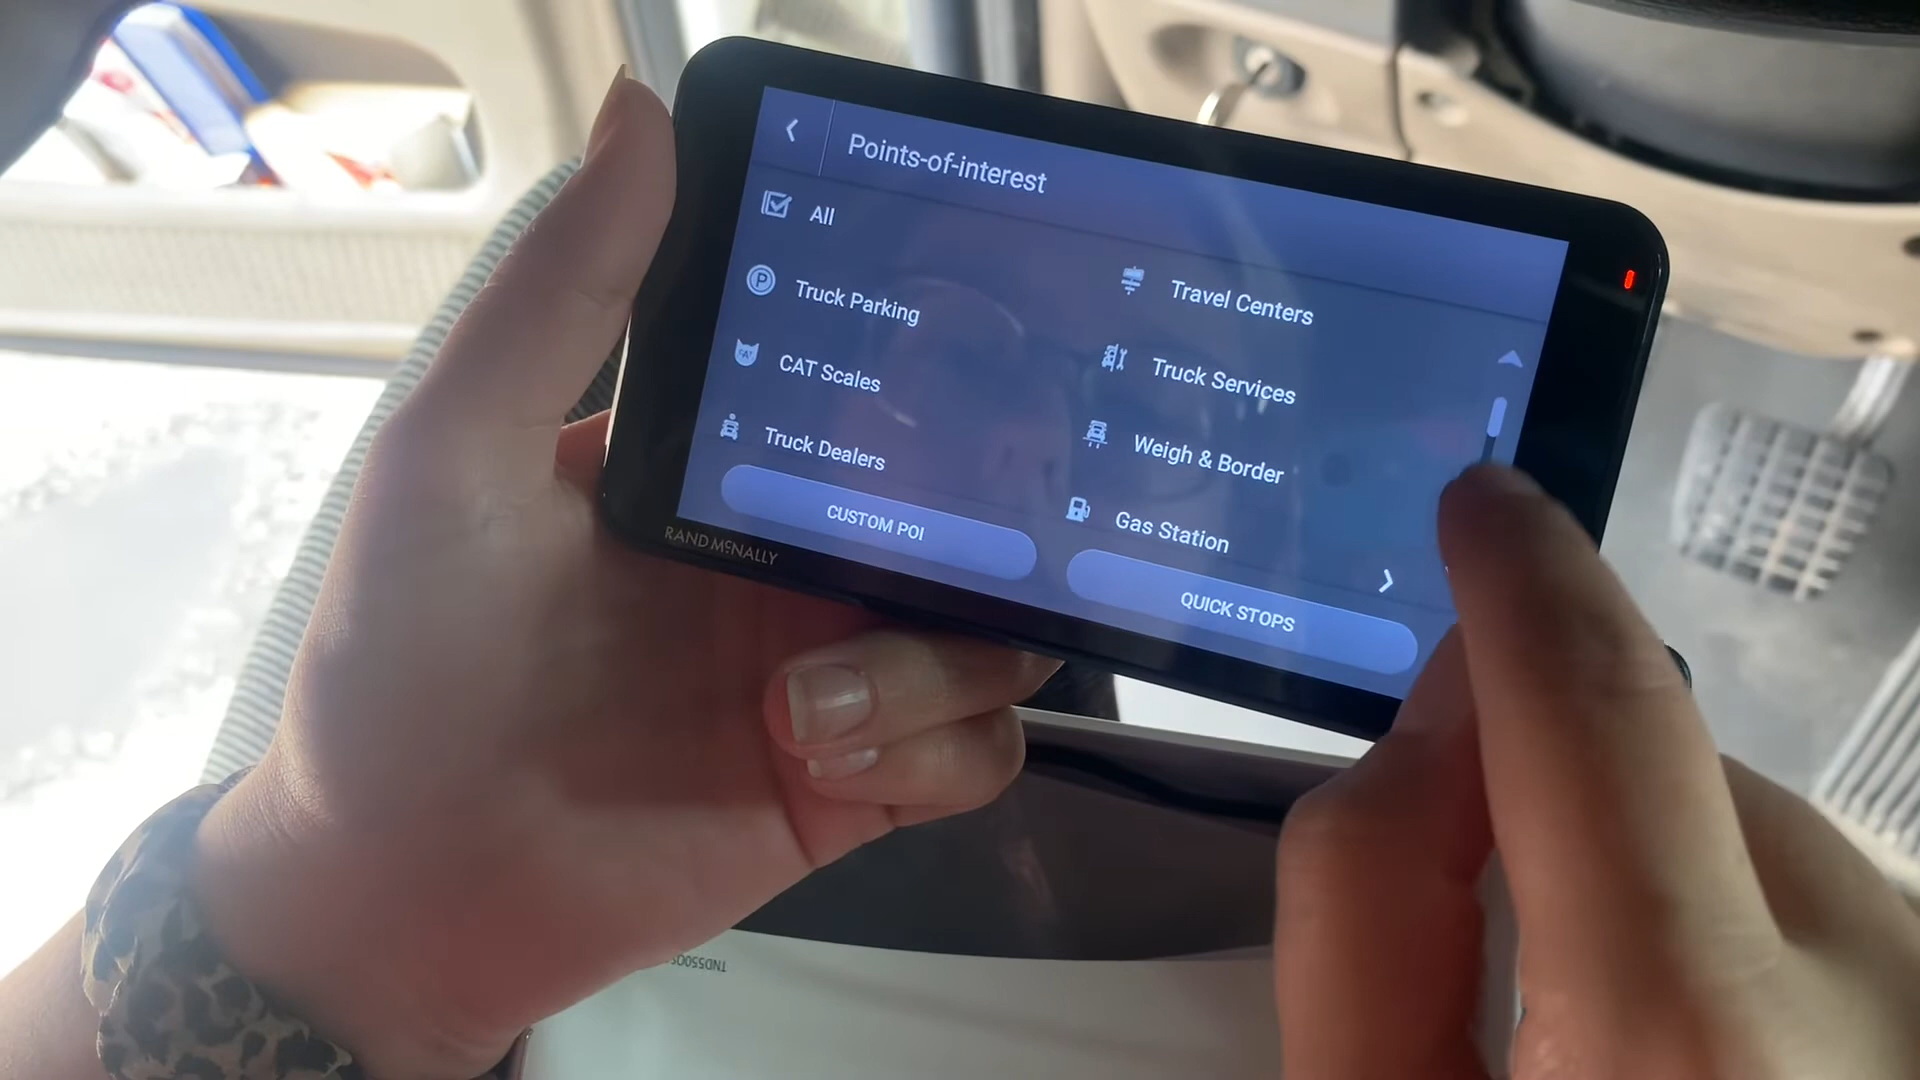 Points-of-interest
All
Travel Centers
Truck Parking
Truck Services
CAT Scales
Weigh & Border
Truck Dealers
Gas Station
CUSTOM POI
QUICK STOPS
RAND MCNALLY